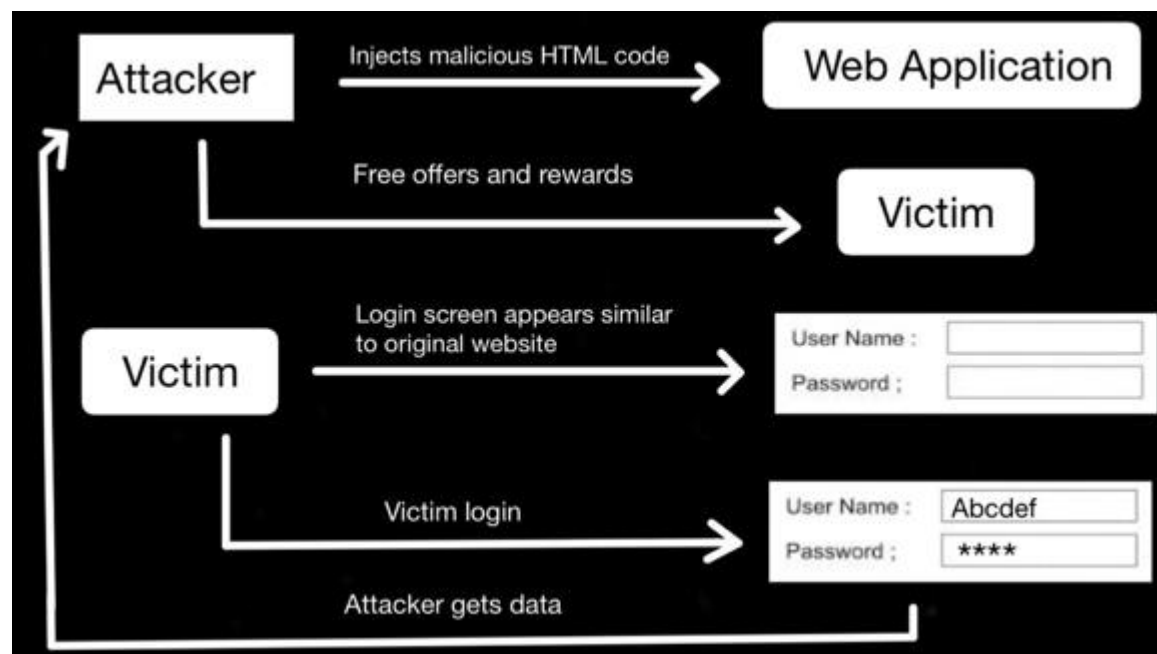 Attacker
Injects malicious HTML code
Web Application
Free offers and rewards
Victim
Victim
Login screen appears similar
to original website
User Name :
Password ;
Victim login
User Name : Abcdef
Password ; ****
Attacker gets data